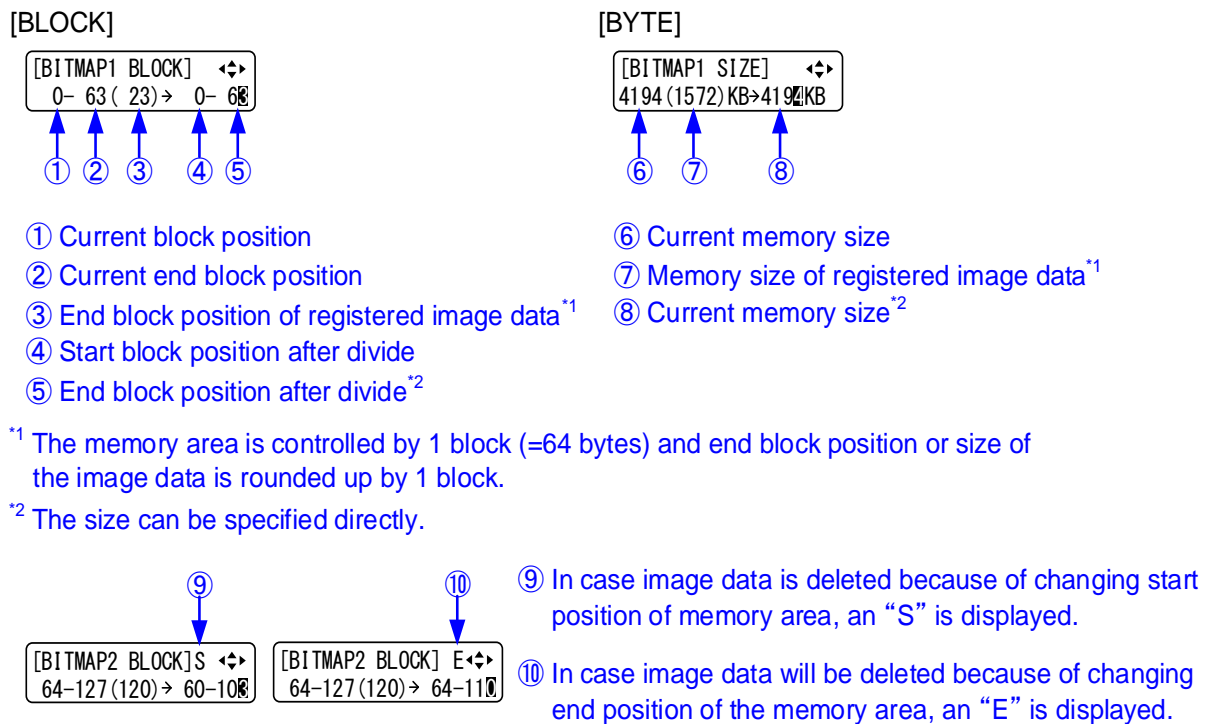 [BLOCK]
[BITMAP1 BLOCK]
0- 63( 23)→ 0- 63
① ② ③ ④ ⑤
① Current block position
② Current end block position
③ End block position of registered image data*1
④ Start block position after divide
⑤ End block position after divide*2
[BYTE]
[BITMAP1 SIZE]
4194(1572)KB→4194KB
⑥ ⑦ ⑧
⑥ Current memory size
⑦ Memory size of registered image data*1
⑧ Current memory size*2
*1 The memory area is controlled by 1 block (=64 bytes) and end block position or size of
the image data is rounded up by 1 block.
*2 The size can be specified directly.
⑨
[BITMAP2 BLOCK]S
64-127(120)→ 60-103
⑩
[BITMAP2 BLOCK] E
64-127(120)→ 64-110
⑨ In case image data is deleted because of changing start
position of memory area, an “S” is displayed.
⑩ In case image data will be deleted because of changing
end position of the memory area, an “E” is displayed.